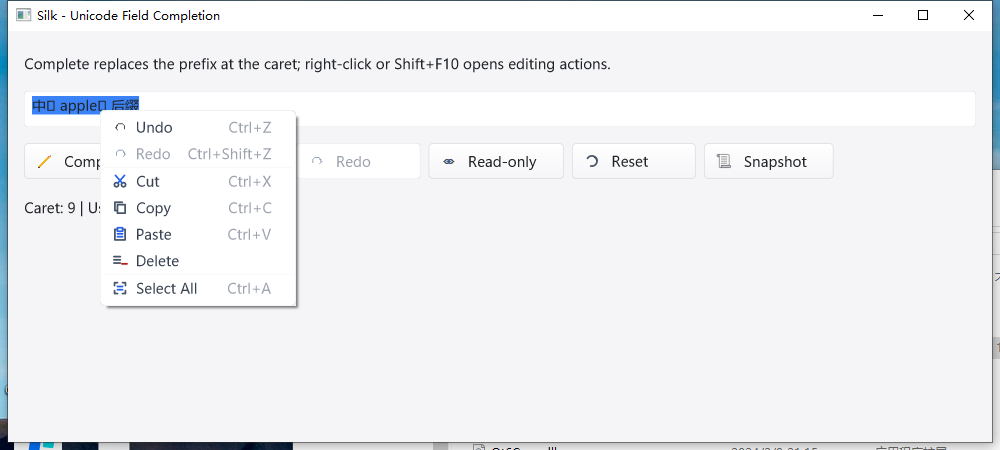 Silk - Unicode Field Completion
Complete replaces the prefix at the caret; right-click or Shift+F10 opens editing actions.
中▯ apple▯ 后缀
Undo Ctrl+Z
Redo Ctrl+Shift+Z
Cut Ctrl+X
Copy Ctrl+C
Paste Ctrl+V
Delete
Select All Ctrl+A
Redo
Read-only
Reset
Snapshot
Caret: 9 |